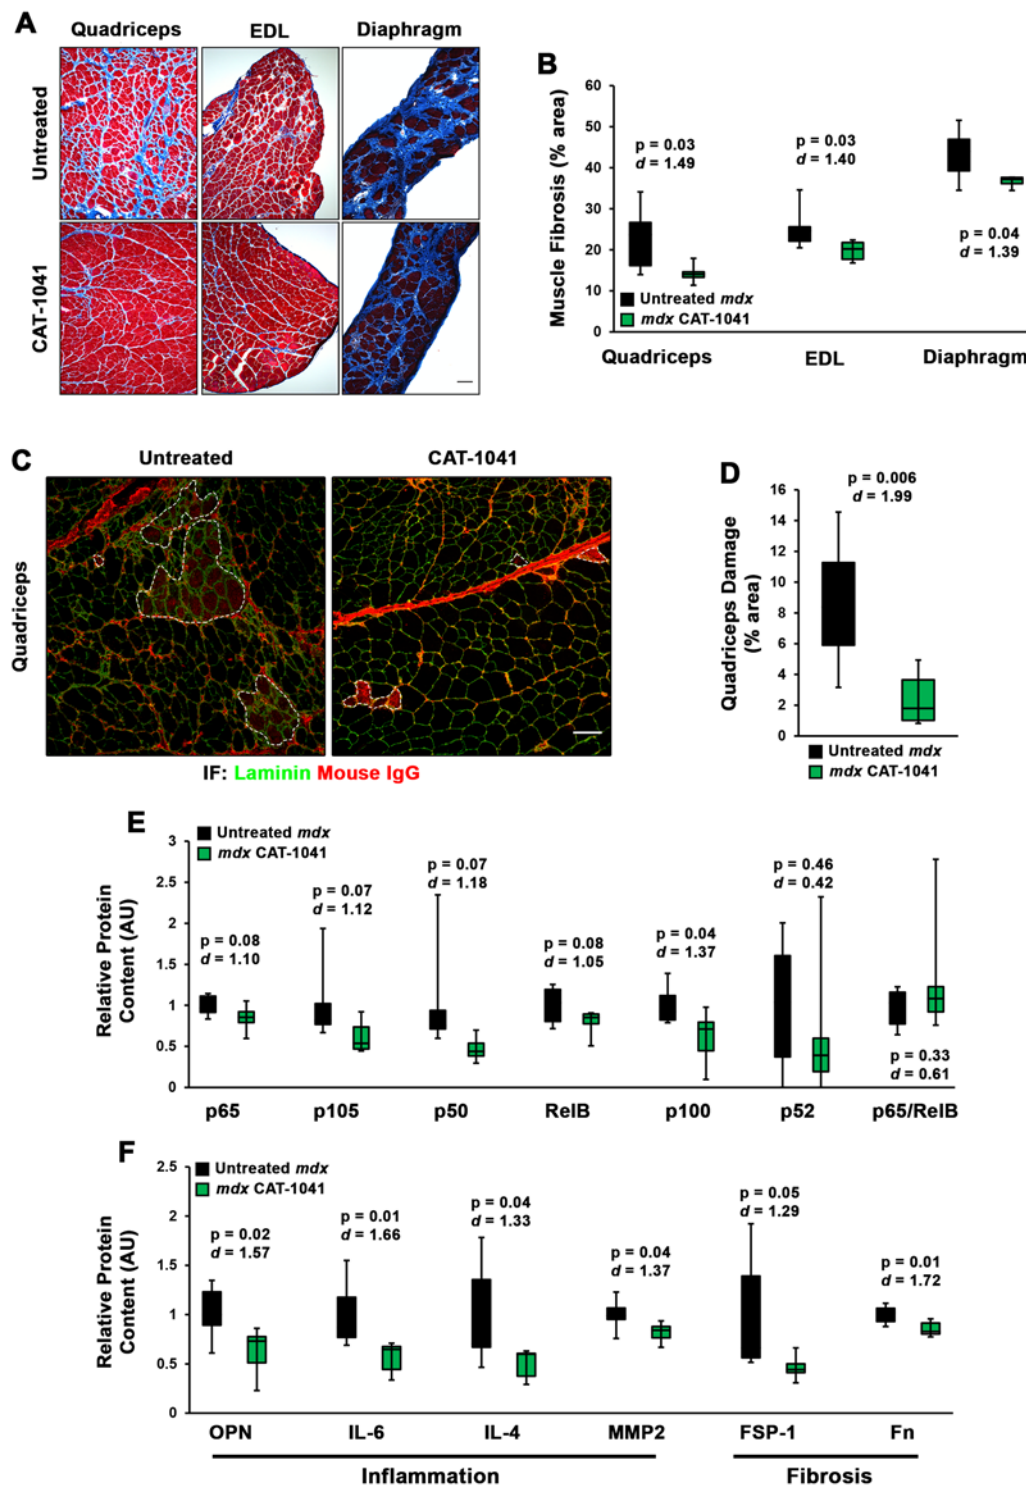 A
Quadriceps
EDL
Diaphragm
Untreated
CAT-1041
B
Muscle Fibrosis (% area)
60
50
40
30
20
10
0
p = 0.03
d = 1.49
p = 0.03
d = 1.40
p = 0.04
d = 1.39
Untreated mdx
mdx CAT-1041
Quadriceps
EDL
Diaphragm
C
Untreated
CAT-1041
Quadriceps
IF: Laminin Mouse IgG
D
Quadriceps Damage
(% area)
16
14
12
10
8
6
4
2
0
p = 0.006
d = 1.99
Untreated mdx
mdx CAT-1041
E
Relative Protein
Content (AU)
3
2.5
2
1.5
1
0.5
0
Untreated mdx
mdx CAT-1041
p = 0.08
d = 1.10
p = 0.07
d = 1.12
p = 0.07
d = 1.18
p = 0.08
d = 1.05
p = 0.04
d = 1.37
p = 0.46
d = 0.42
p = 0.33
d = 0.61
p65
p105
p50
RelB
p100
p52
p65/RelB
F
Relative Protein
Content (AU)
2.5
2
1.5
1
0.5
0
Untreated mdx
mdx CAT-1041
p = 0.02
d = 1.57
p = 0.01
d = 1.66
p = 0.04
d = 1.33
p = 0.04
d = 1.37
p = 0.05
d = 1.29
p = 0.01
d = 1.72
OPN
IL-6
IL-4
MMP2
FSP-1
Fn
Inflammation
Fibrosis